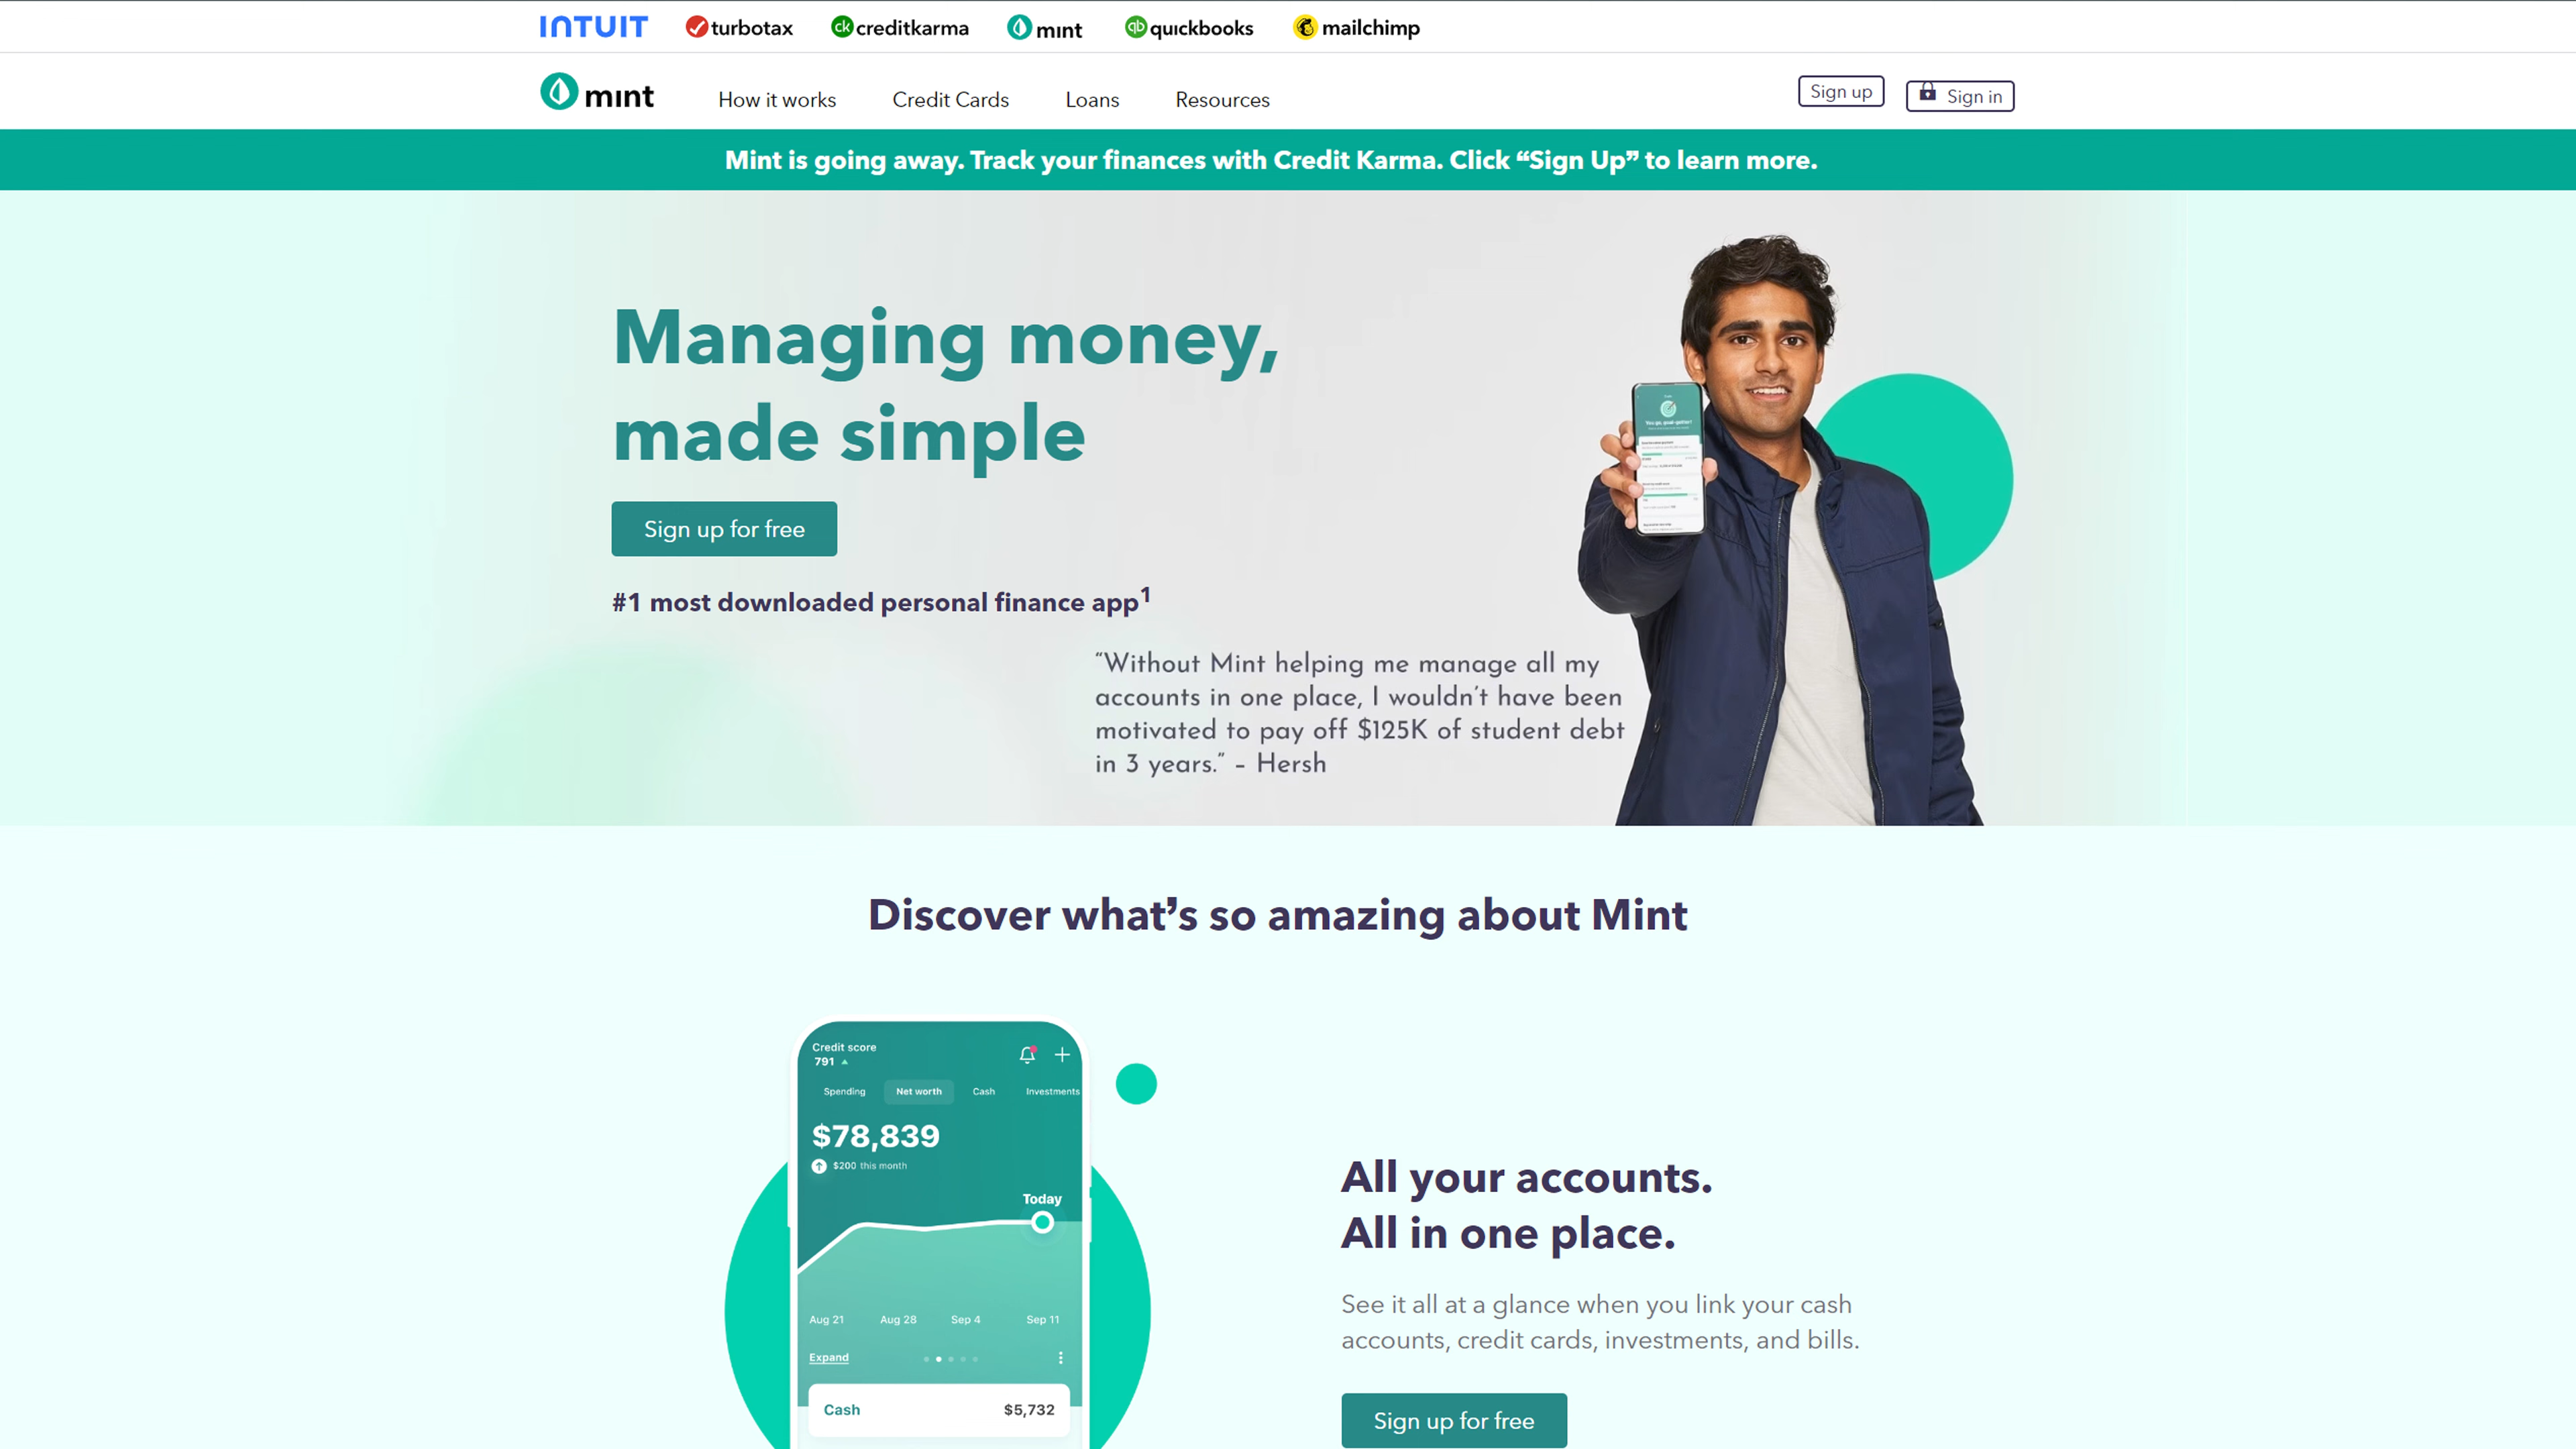 INTUIT turbotax creditkarma mint quickbooks mailchimp
mint How it works Credit Cards Loans Resources Sign up Sign in
Mint is going away. Track your finances with Credit Karma. Click “Sign Up” to learn more.
Managing money,
made simple
Sign up for free
#1 most downloaded personal finance app1
“Without Mint helping me manage all my
accounts in one place, I wouldn’t have been
motivated to pay off $125K of student debt
in 3 years.” – Hersh
Discover what’s so amazing about Mint
Credit score
791
Spending Net worth Cash Investments
$78,839
$200 this month
Today
Aug 21 Aug 28 Sep 4 Sep 11
Expand
Cash $5,732
All your accounts.
All in one place.
See it all at a glance when you link your cash
accounts, credit cards, investments, and bills.
Sign up for free